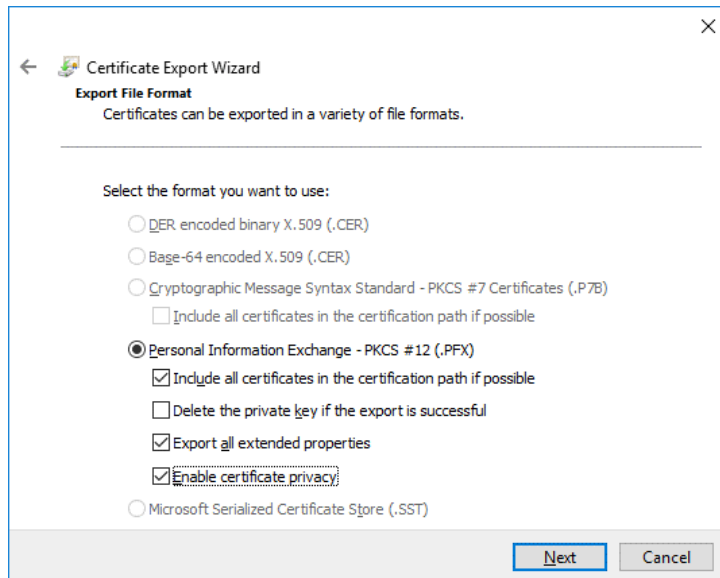 Certificate Export Wizard
Export File Format
Certificates can be exported in a variety of file formats.
Select the format you want to use:
DER encoded binary X.509 (.CER)
Base-64 encoded X.509 (.CER)
Cryptographic Message Syntax Standard - PKCS #7 Certificates (.P7B)
Include all certificates in the certification path if possible
Personal Information Exchange - PKCS #12 (.PFX)
Include all certificates in the certification path if possible
Delete the private key if the export is successful
Export all extended properties
Enable certificate privacy
Microsoft Serialized Certificate Store (.SST)
Next Cancel